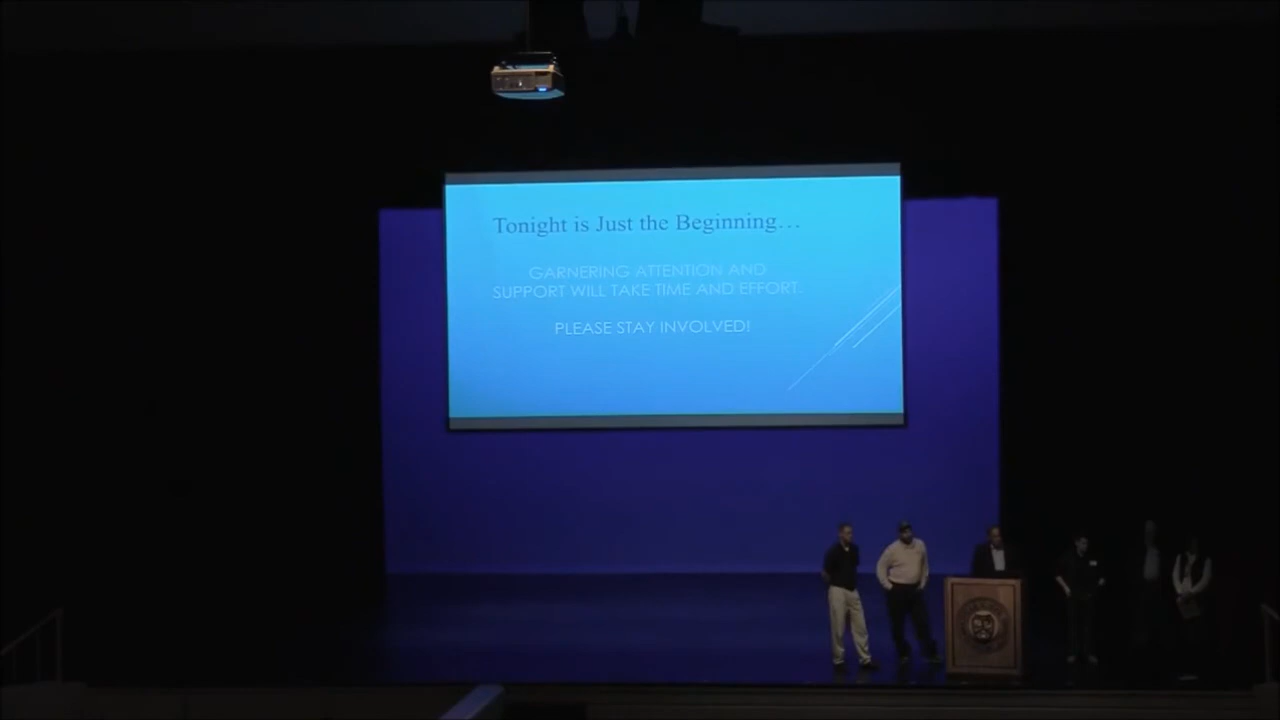 Tonight is Just the Beginning…
GARNERING ATTENTION AND
SUPPORT WILL TAKE TIME AND EFFORT.
PLEASE STAY INVOLVED!